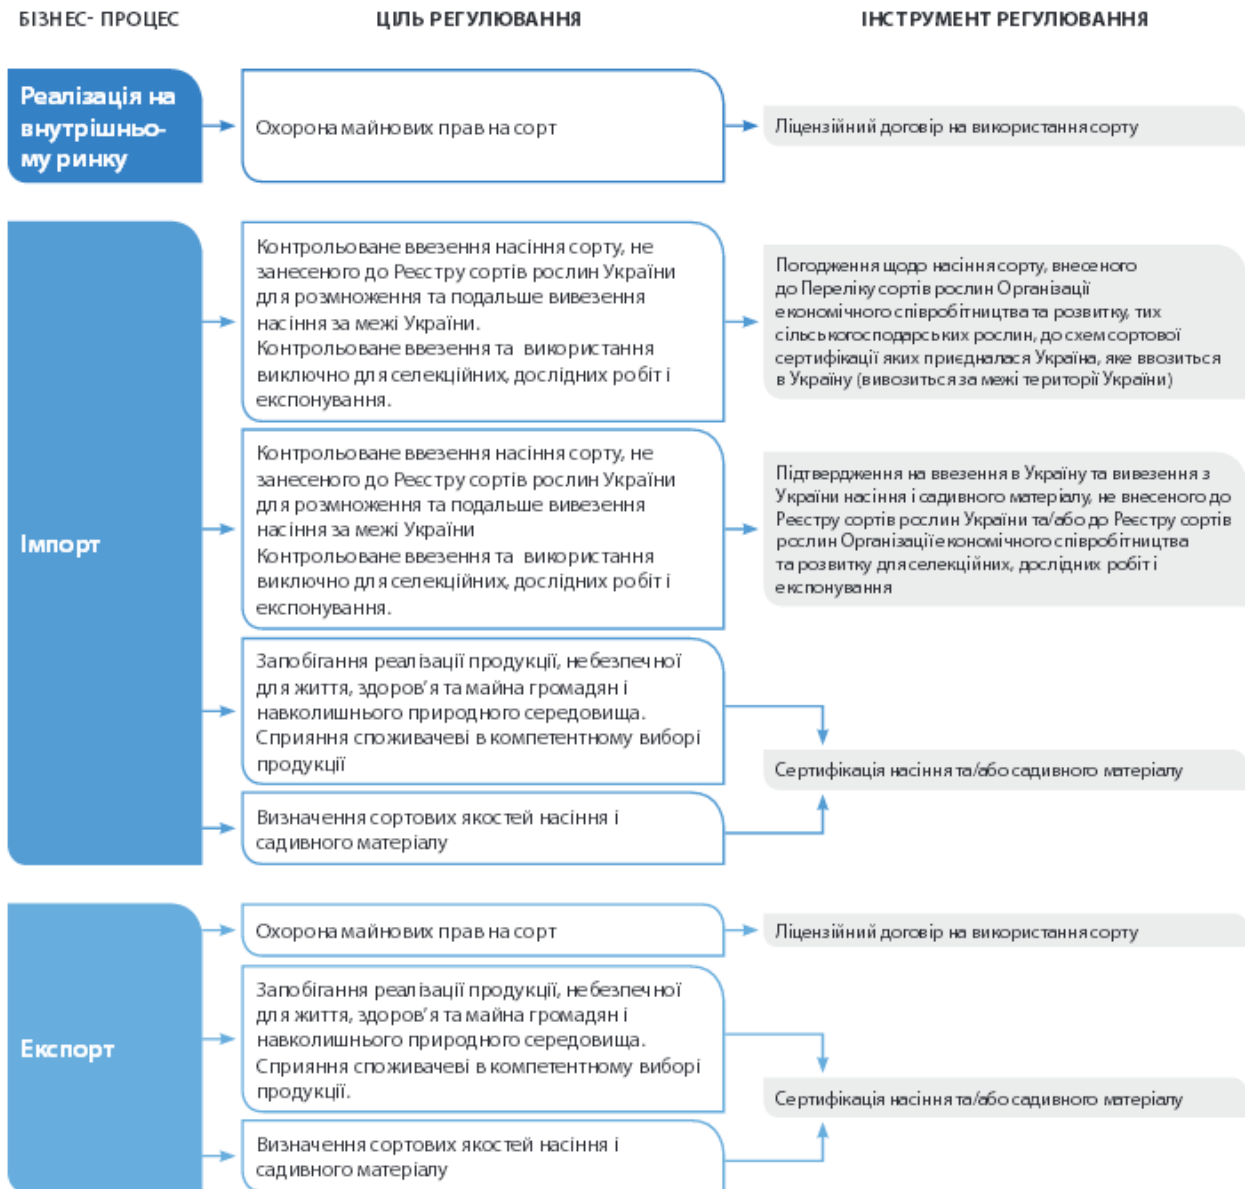 БІЗНЕС- ПРОЦЕС
ЦІЛЬ РЕГУЛЮВАННЯ
ІНСТРУМЕНТ РЕГУЛЮВАННЯ
Реалізація на
внутрішньо-
му ринку
Охорона майнових прав на сорт
Ліцензійний договір на використання сорту
Імпорт
Контрольоване ввезення насіння сорту, не
занесеного до Реєстру сортів рослин України
для розмноження та подальше вивезення
насіння за межі України.
Контрольоване ввезення та використання
виключно для селекційних, дослідних робіт і
експонування.
Погодження щодо насіння сорту, внесеного
до Переліку сортів рослин Організації
економічного співробітництва та розвитку, тих
сільськогосподарських рослин, до схем сортової
сертифікації яких приєдналася Україна, яке ввозиться
в Україну (вивозиться за межі території України)
Контрольоване ввезення насіння сорту, не
занесеного до Реєстру сортів рослин України
для розмноження та подальше вивезення
насіння за межі України
Контрольоване ввезення та використання
виключно для селекційних, дослідних робіт і
експонування.
Підтвердження на ввезення в Україну та вивезення з
України насіння і садивного матеріалу, не внесеного до
Реєстру сортів рослин України та/або до Реєстру сортів
рослин Організації економічного співробітництва
та розвитку для селекційних, дослідних робіт і
експонування
Запобігання реалізації продукції, небезпечної
для життя, здоров’я та майна громадян і
навколишнього природного середовища.
Сприяння споживачеві в компетентному виборі
продукції
Сертифікація насіння та/або садивного матеріалу
Визначення сортових якостей насіння і
садивного матеріалу
Експорт
Охорона майнових прав на сорт
Ліцензійний договір на використання сорту
Запобігання реалізації продукції, небезпечної
для життя, здоров’я та майна громадян і
навколишнього природного середовища.
Сприяння споживачеві в компетентному виборі
продукції.
Сертифікація насіння та/або садивного матеріалу
Визначення сортових якостей насіння і
садивного матеріалу